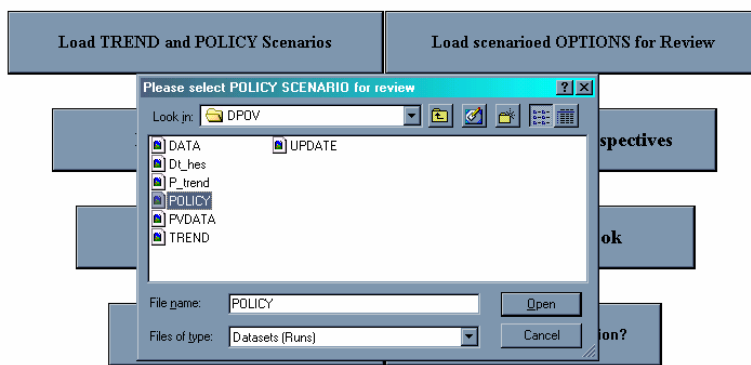 Load TREND and POLICY Scenarios
Load scenarioed OPTIONS for Review
Please select POLICY SCENARIO for review
Look in: DPOV
DATA
Dt_hes
P_trend
POLICY
PVDATA
TREND
UPDATE
spectives
ok
File name: POLICY Open
Files of type: Datasets (Runs) Cancel
ion?